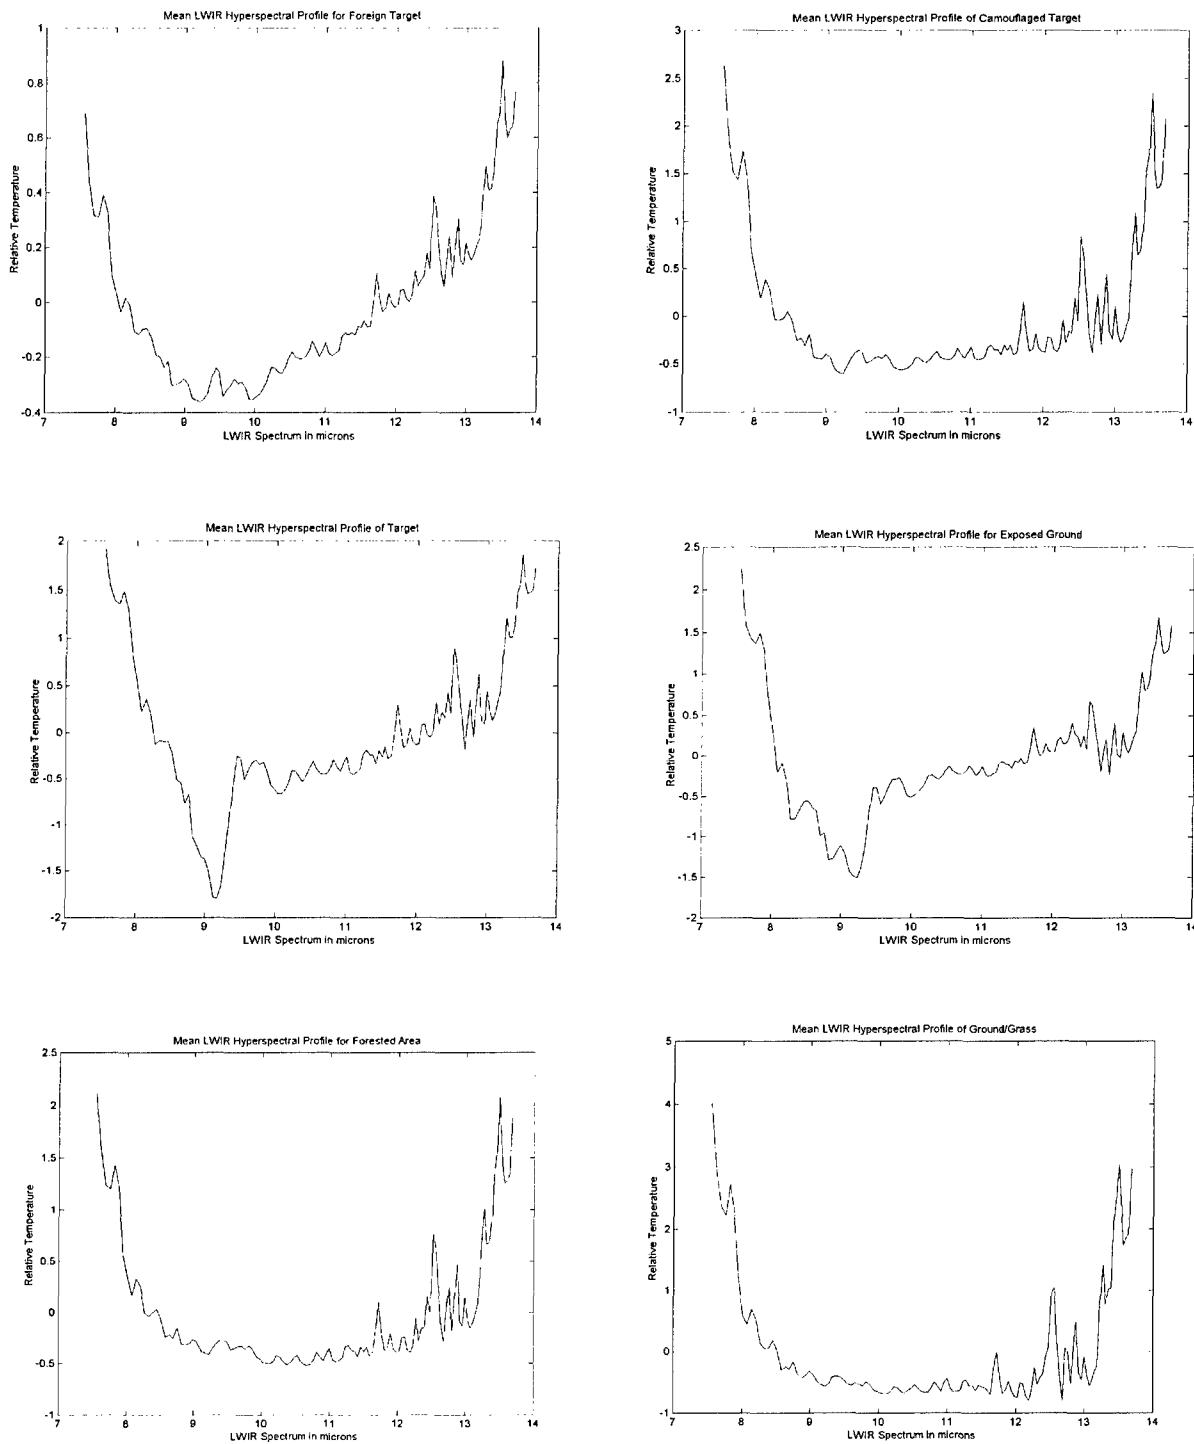 Mean LWIR Hyperspectral Profile for Foreign Target
1
0.8
0.6
0.4
0.2
0
-0.2
-0.4
Relative Temperature
7 8 9 10 11 12 13 14
LWIR Spectrum in microns
Mean LWIR Hyperspectral Profile of Camouflaged Target
3
2.5
2
1.5
1
0.5
0
-0.5
-1
Relative Temperature
7 8 9 10 11 12 13 14
LWIR Spectrum in microns
Mean LWIR Hyperspectral Profile of Target
2
1.5
1
0.5
0
-0.5
-1
-1.5
-2
Relative Temperature
7 8 9 10 11 12 13 14
LWIR Spectrum in microns
Mean LWIR Hyperspectral Profile for Exposed Ground
2.5
2
1.5
1
0.5
0
-0.5
-1
-1.5
-2
Relative Temperature
7 8 9 10 11 12 13 14
LWIR Spectrum in microns
Mean LWIR Hyperspectral Profile for Forested Area
2.5
2
1.5
1
0.5
0
-0.5
-1
Relative Temperature
7 8 9 10 11 12 13 14
LWIR Spectrum in microns
Mean LWIR Hyperspectral Profile of Ground/Grass
5
4
3
2
1
0
-1
Relative Temperature
7 8 9 10 11 12 13 14
LWIR Spectrum in microns